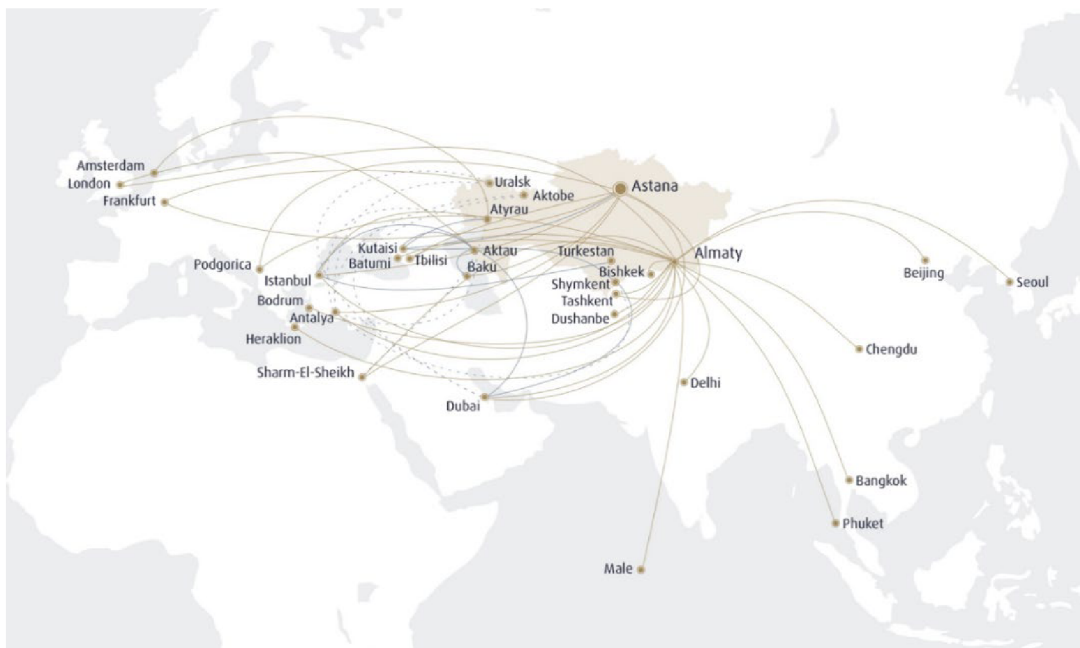 Amsterdam
London
Frankfurt
Uralsk
Astana
Aktobe
Atyrau
Kutaisi
Aktau
Turkestan
Almaty
Batumi
Ibilisi
Podgorica
Baku
Bishkek
Beijing
Istanbul
Shymkent
Seoul
Bodrum
Tashkent
Antalya
Dushanbe
Heraklion
Chengdu
Sharm-El-Sheikh
Delhi
Dubai
Bangkok
Phuket
Male